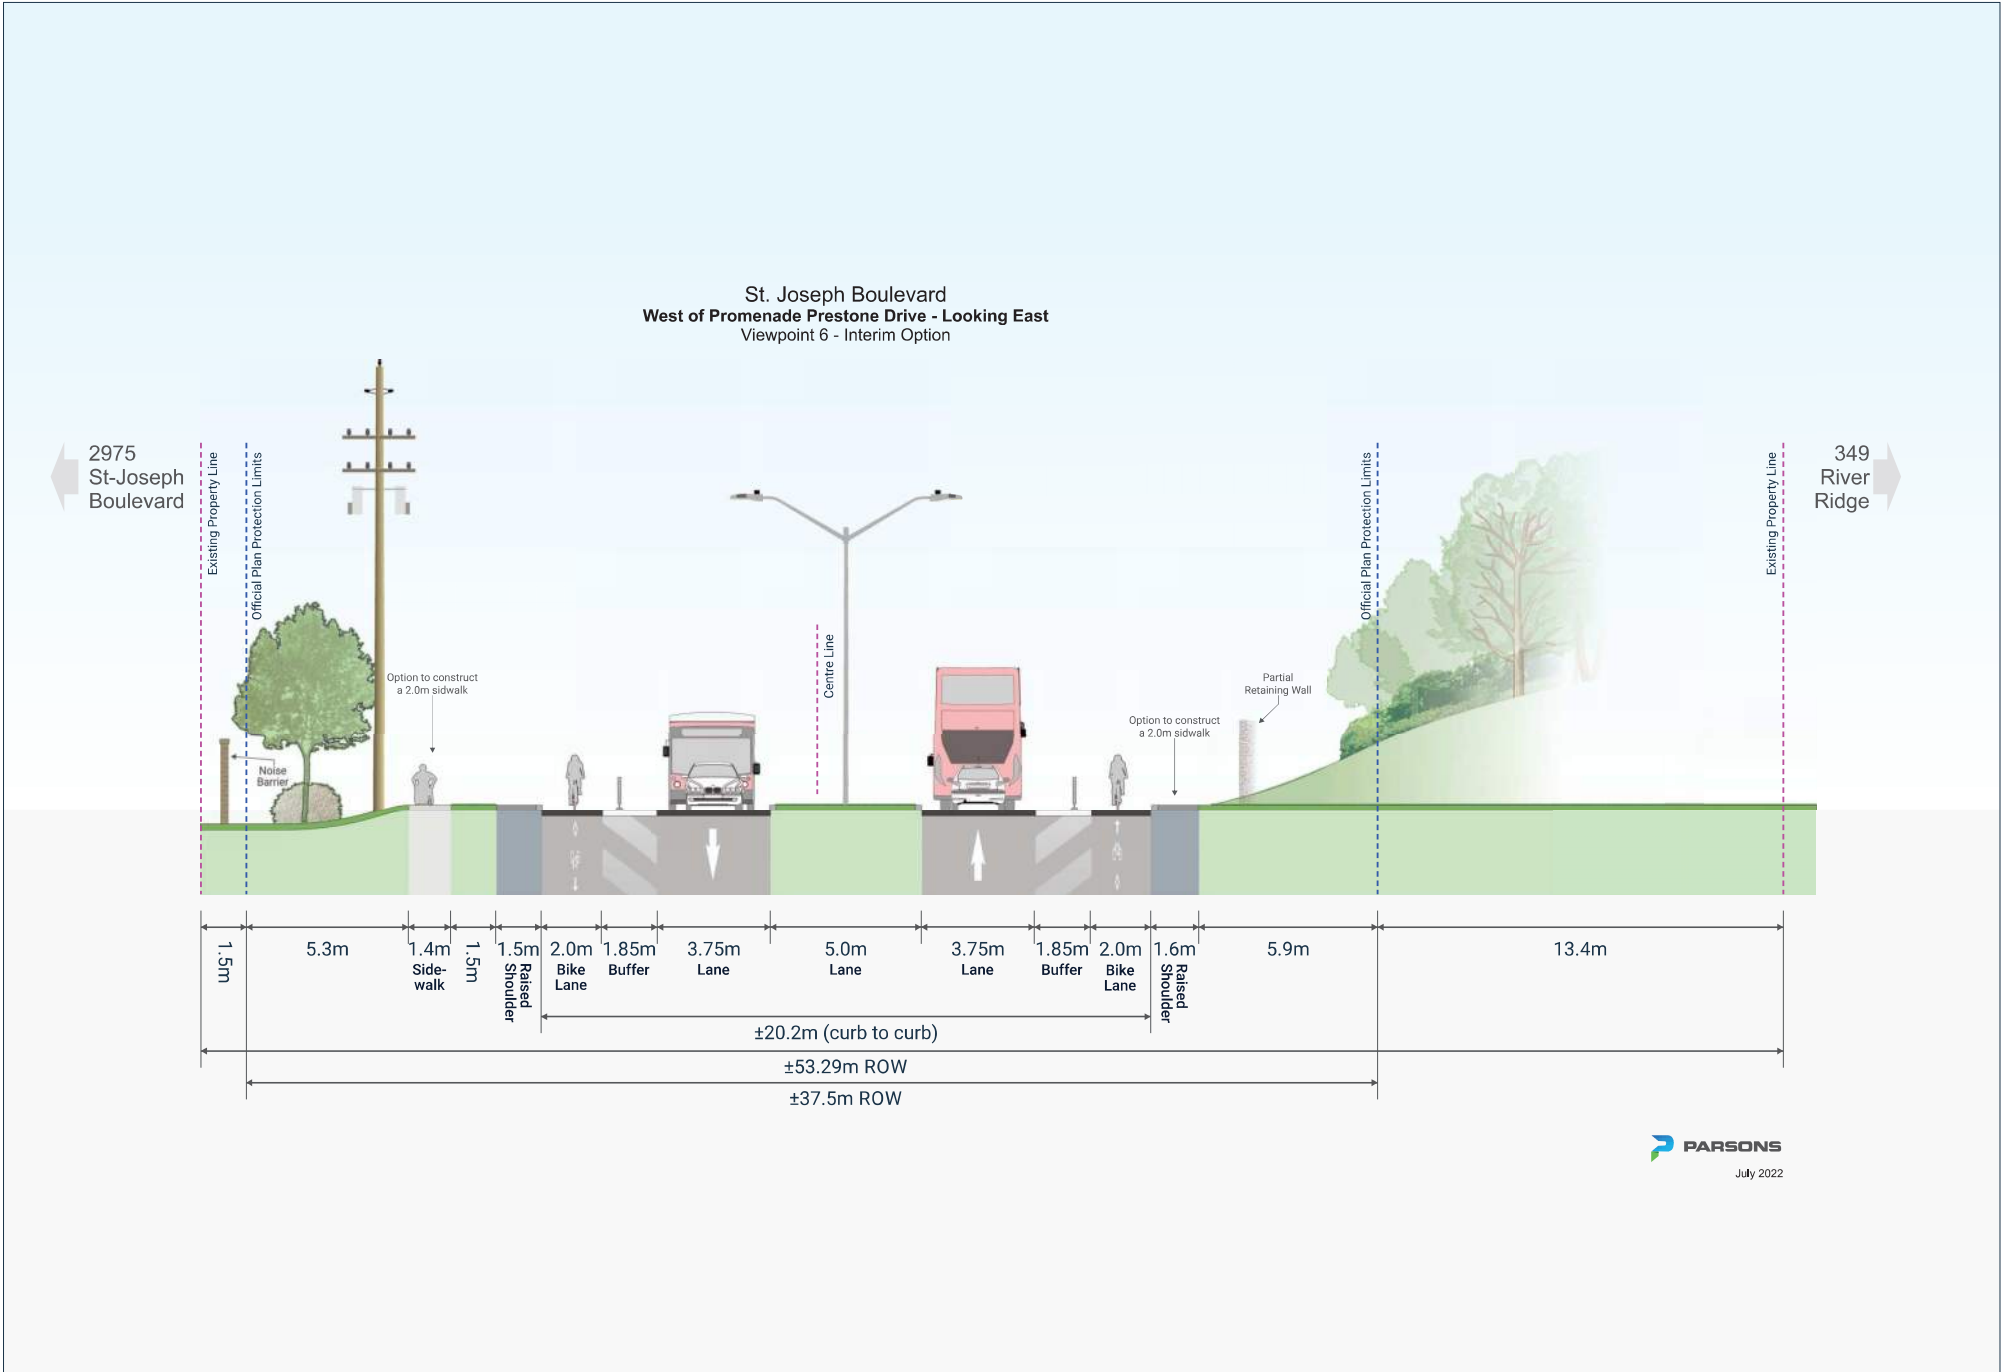 St. Joseph Boulevard
West of Promenade Prestone Drive - Looking East
Viewpoint 6 - Interim Option
2975
St-Joseph
Boulevard
Existing Property Line
Official Plan Protection Limits
Noise
Barrier
Option to construct
a 2.0m sidwalk
Centre Line
Option to construct
a 2.0m sidwalk
Partial
Retaining Wall
Official Plan Protection Limits
Existing Property Line
349
River
Ridge
1.5m
5.3m
1.4m
Side-
walk
1.5m
1.5m
Raised
Shoulder
2.0m
Bike
Lane
1.85m
Buffer
3.75m
Lane
5.0m
Lane
3.75m
Lane
1.85m
Buffer
2.0m
Bike
Lane
1.6m
Raised
Shoulder
5.9m
13.4m
±20.2m (curb to curb)
±53.29m ROW
±37.5m ROW
PARSONS
July 2022